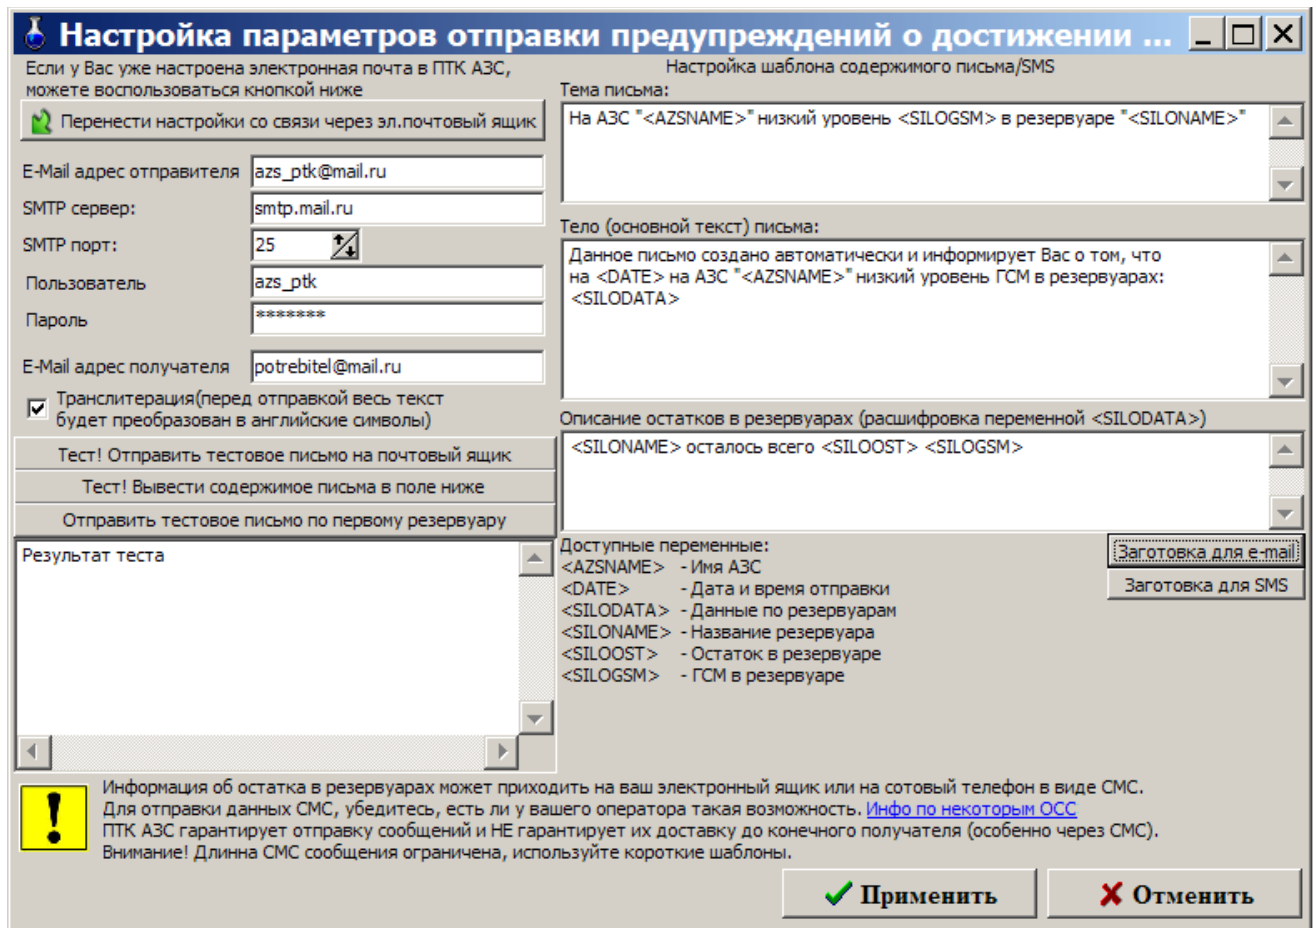 Настройка параметров отправки предупреждений о достижении ...
Если у Вас уже настроена электронная почта в ПТК АЗС,
можете воспользоваться кнопкой ниже
Перенести настройки со связи через эл.почтовый ящик
E-Mail адрес отправителя azs_ptk@mail.ru
SMTP сервер: smtp.mail.ru
SMTP порт: 25
Пользователь azs_ptk
Пароль *******
E-Mail адрес получателя potrebitel@mail.ru
Транслитерация(перед отправкой весь текст
будет преобразован в английские символы)
Тест! Отправить тестовое письмо на почтовый ящик
Тест! Вывести содержимое письма в поле ниже
Отправить тестовое письмо по первому резервуару
Результат теста
Настройка шаблона содержимого письма/SMS
Тема письма:
На АЗС "<AZSNAME>" низкий уровень <SILOGSM> в резервуаре "<SILONAME>"
Тело (основной текст) письма:
Данное письмо создано автоматически и информирует Вас о том, что
на <DATE> на АЗС "<AZSNAME>" низкий уровень ГСМ в резервуарах:
<SILODATA>
Описание остатков в резервуарах (расшифровка переменной <SILODATA>)
<SILONAME> осталось всего <SILOOST> <SILOGSM>
Доступные переменные:
<AZSNAME> - Имя АЗС
<DATE> - Дата и время отправки
<SILODATA> - Данные по резервуарам
<SILONAME> - Название резервуара
<SILOOST> - Остаток в резервуаре
<SILOGSM> - ГСМ в резервуаре
Заготовка для e-mail
Заготовка для SMS
Информация об остатка в резервуарах может приходить на ваш электронный ящик или на сотовый телефон в виде СМС.
Для отправки данных СМС, убедитесь, есть ли у вашего оператора такая возможность. Инфо по некоторым ОСС
ПТК АЗС гарантирует отправку сообщений и НЕ гарантирует их доставку до конечного получателя (особенно через СМС).
Внимание! Длинна СМС сообщения ограничена, используйте короткие шаблоны.
Применить
Отменить